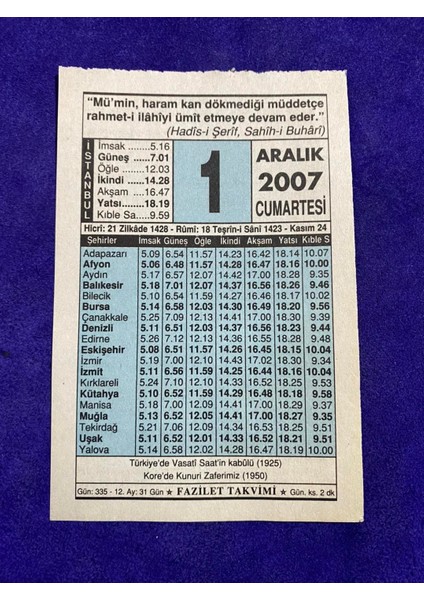 “Mü’min, haram kan dökmediği müddetçe
rahmet-i ilâhîyi ümît etmeye devam eder.”
(Hadîs-i Şerîf, Sahîh-i Buhârî)
İSTANBUL
İmsak ........5.16
Güneş ......7.01
Öğle .......12.03
İkindi .....14.28
Akşam ....16.47
Yatsı.......18.19
Kıble Sa.....9.59
1
ARALIK
2007
CUMARTESİ
Hicrî: 21 Zilkâde 1428 - Rûmî: 18 Teşrîn-i Sânî 1423 - Kasım 24
Şehirler İmsak Güneş Öğle İkindi Akşam Yatsı Kıble S
Adapazarı 5.09 6.54 11.57 14.23 16.42 18.14 10.07
Afyon 5.06 6.48 11.57 14.28 16.47 18.16 10.00
Aydın 5.17 6.57 12.07 14.42 17.00 18.28 9.35
Balıkesir 5.18 7.01 12.07 14.37 16.56 18.26 9.46
Bilecik 5.10 6.54 11.59 14.26 16.45 18.16 10.04
Bursa 5.14 6.58 12.03 14.30 16.49 18.20 9.56
Çanakkale 5.25 7.09 12.13 14.41 17.00 18.30 9.39
Denizli 5.11 6.51 12.03 14.37 16.56 18.23 9.44
Edirne 5.26 7.12 12.13 14.36 16.55 18.28 9.48
Eskişehir 5.08 6.51 11.57 14.26 16.45 18.15 10.04
İzmir 5.19 7.00 12.10 14.43 17.02 18.30 9.34
İzmit 5.11 6.56 11.59 14.25 16.44 18.16 10.04
Kırklareli 5.24 7.10 12.10 14.33 16.52 18.25 9.53
Kütahya 5.10 6.52 11.59 14.29 16.48 18.18 9.58
Manisa 5.18 7.00 12.09 14.41 17.00 18.29 9.37
Muğla 5.13 6.52 12.05 14.41 17.00 18.27 9.35
Tekirdağ 5.21 7.06 12.09 14.34 16.53 18.25 9.51
Uşak 5.11 6.52 12.01 14.33 16.52 18.21 9.51
Yalova 5.14 6.58 12.02 14.28 16.47 18.19 10.00
Türkiye’de Vasatî Saat’in kabûlü (1925)
Kore’de Kunuri Zaferimiz (1950)
Gün: 335 - 12. Ay: 31 Gün ★ FAZİLET TAKVİMİ ★ Gün. ks. 2 dk